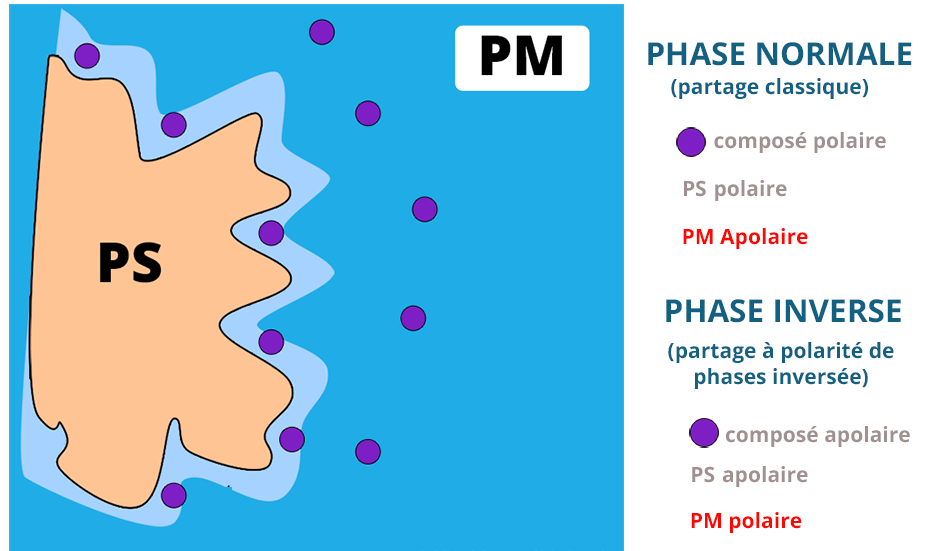 PM
PS
PHASE NORMALE
(partage classique)
composé polaire
PS polaire
PM Apolaire
PHASE INVERSE
(partage à polarité de
phases inversée)
composé apolaire
PS apolaire
PM polaire